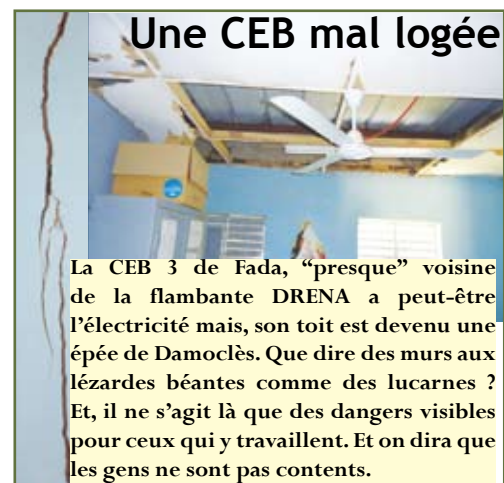 Une CEB mal logée
La CEB 3 de Fada, “presque” voisine
de la flambante DRENA a peut-être
l’électricité mais, son toit est devenu une
épée de Damoclès. Que dire des murs aux
lézardes béantes comme des lucarnes ?
Et, il ne s’agit là que des dangers visibles
pour ceux qui y travaillent. Et on dira que
les gens ne sont pas contents.